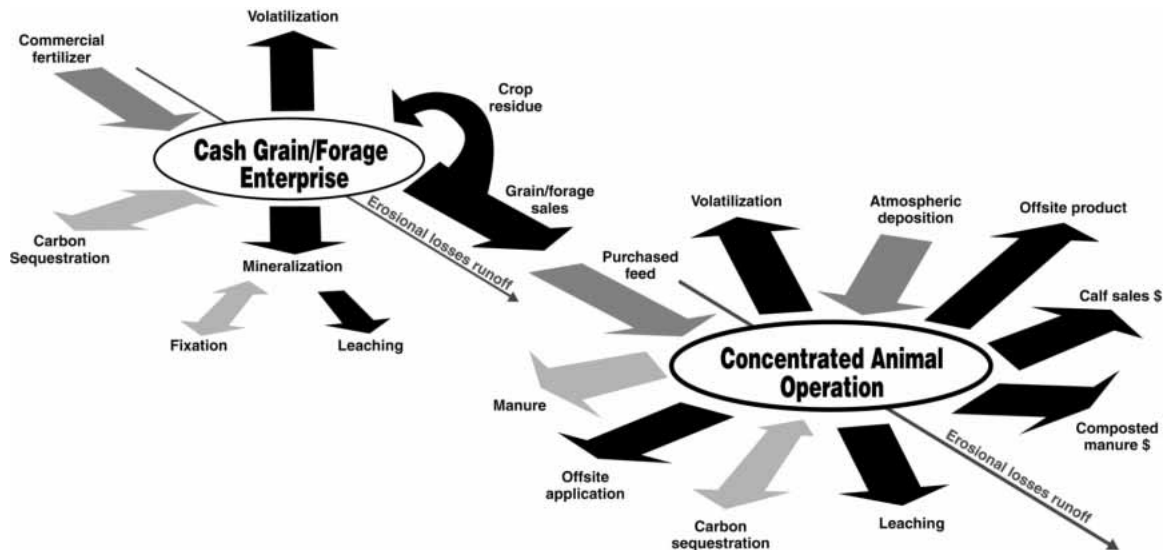 Volatilization
Commercial
fertilizer
Crop
residue
Cash Grain/Forage
Enterprise
Grain/forage
sales
Erosional losses runoff
Carbon
Sequestration
Mineralization
Fixation
Leaching
Volatilization
Atmospheric
deposition
Offsite product
Purchased
feed
Calf sales $
Concentrated Animal
Operation
Manure
Composted
manure $
Offsite
application
Erosional losses runoff
Carbon
sequestration
Leaching